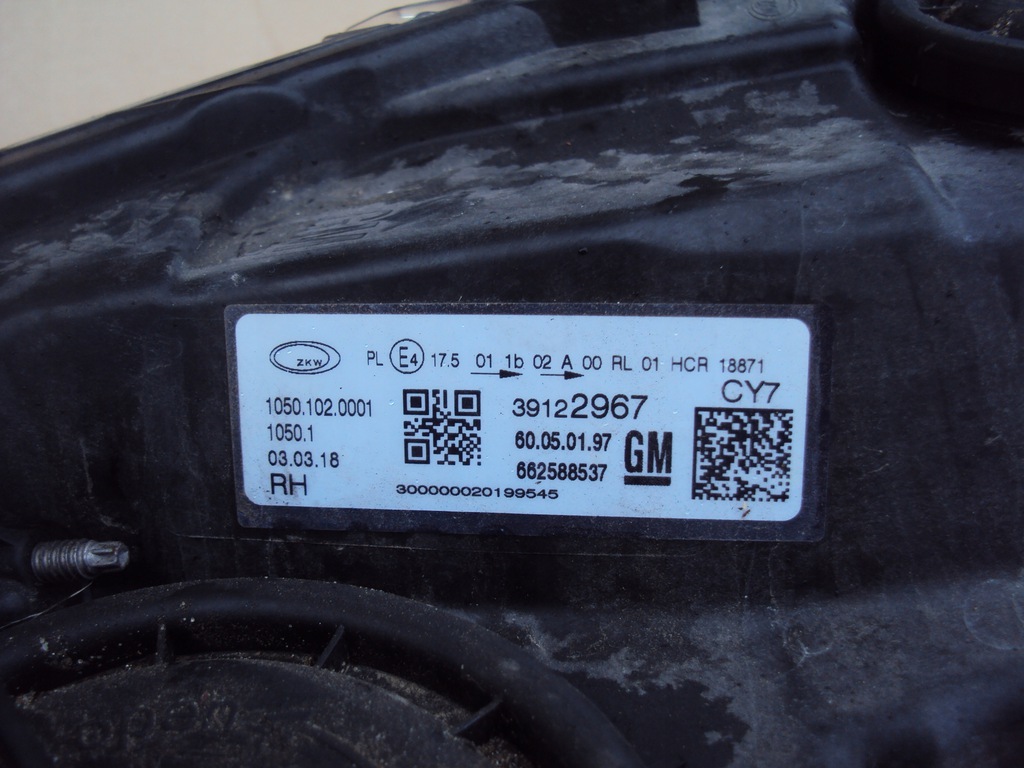 ZKW PL E4 17.5 01 1b 02 A 00 RL 01 HCR 18871
CY7
1050.102.0001 39122967
1050.1 60.05.01.97 GM
03.03.18 662588537
RH 300000020199545